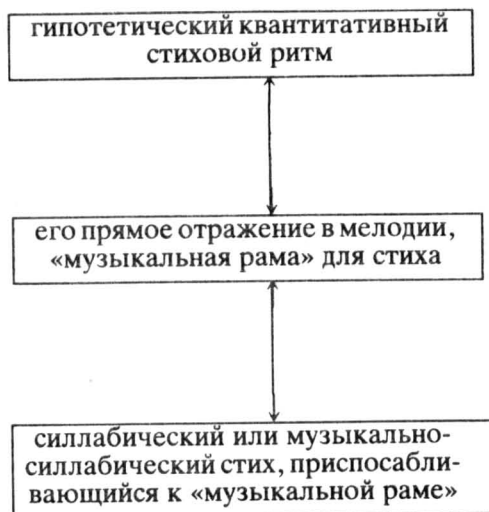 гипотетический квантитативный
стиховой ритм
его прямое отражение в мелодии,
«музыкальная рама» для стиха
силлабический или музыкально-
силлабический стих, приспосабли-
вающийся к «музыкальной раме»